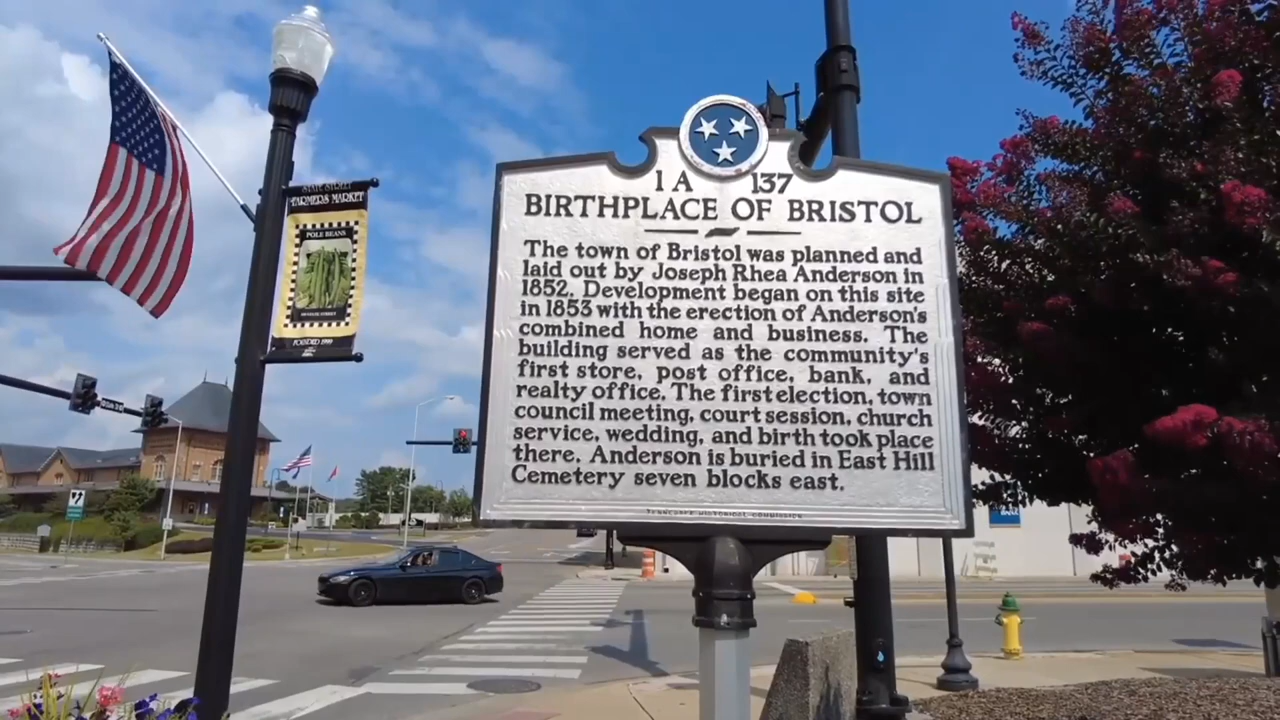 STATE STREET
FARMERS MARKET
POLE BEANS
FOUNDED 1999
1 A 137
BIRTHPLACE OF BRISTOL
The town of Bristol was planned and
laid out by Joseph Rhea Anderson in
1852. Development began on this site
in 1853 with the erection of Anderson's
combined home and business. The
building served as the community's
first store, post office, bank, and
realty office. The first election, town
council meeting, court session, church
service, wedding, and birth took place
there. Anderson is buried in East Hill
Cemetery seven blocks east.
TENNESSEE HISTORICAL COMMISSION